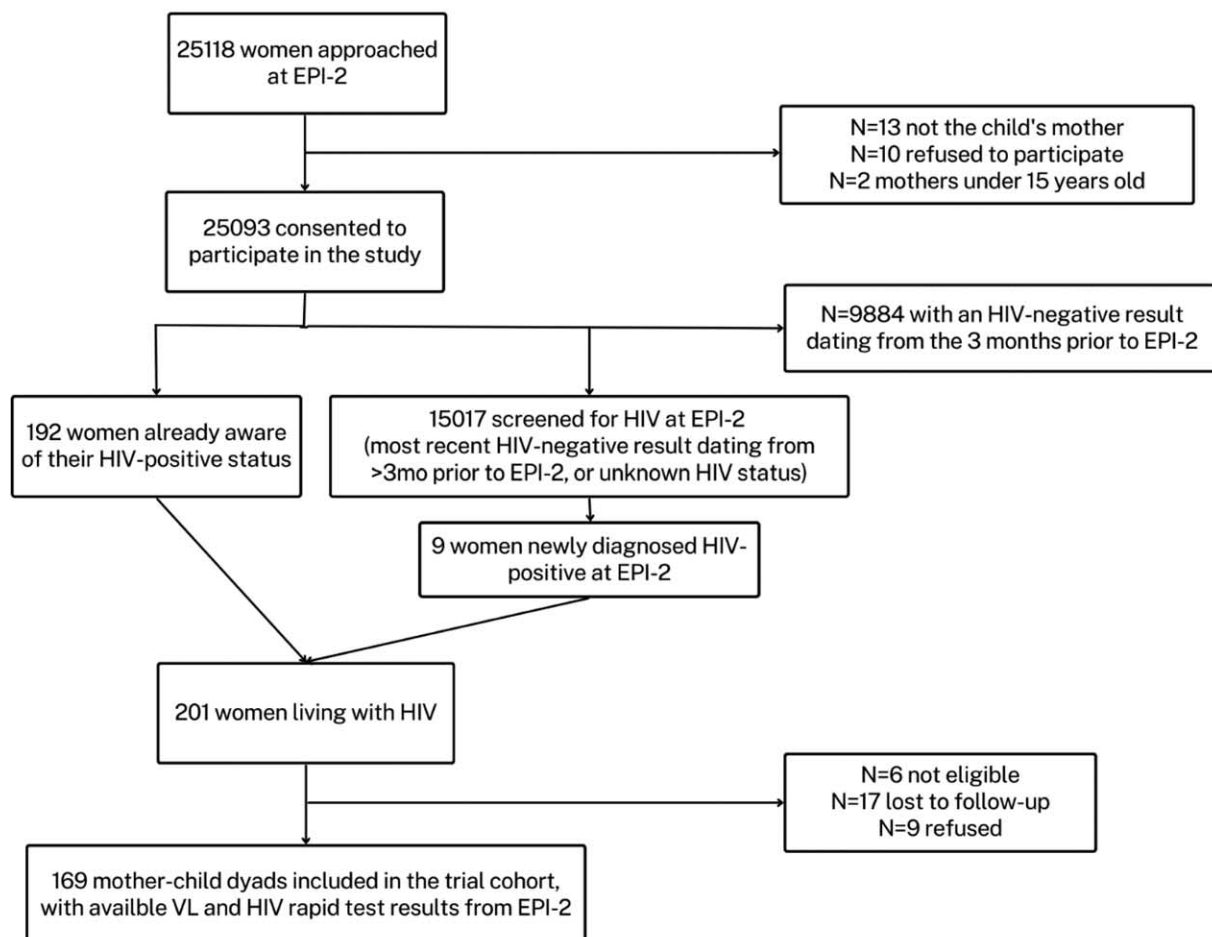 25118 women approached
at EPI-2
N=13 not the child's mother
N=10 refused to participate
N=2 mothers under 15 years old
25093 consented to
participate in the study
N=9884 with an HIV-negative result
dating from the 3 months prior to EPI-2
192 women already aware
of their HIV-positive status
15017 screened for HIV at EPI-2
(most recent HIV-negative result dating from
>3mo prior to EPI-2, or unknown HIV status)
9 women newly diagnosed HIV-
positive at EPI-2
201 women living with HIV
N=6 not eligible
N=17 lost to follow-up
N=9 refused
169 mother-child dyads included in the trial cohort,
with availble VL and HIV rapid test results from EPI-2